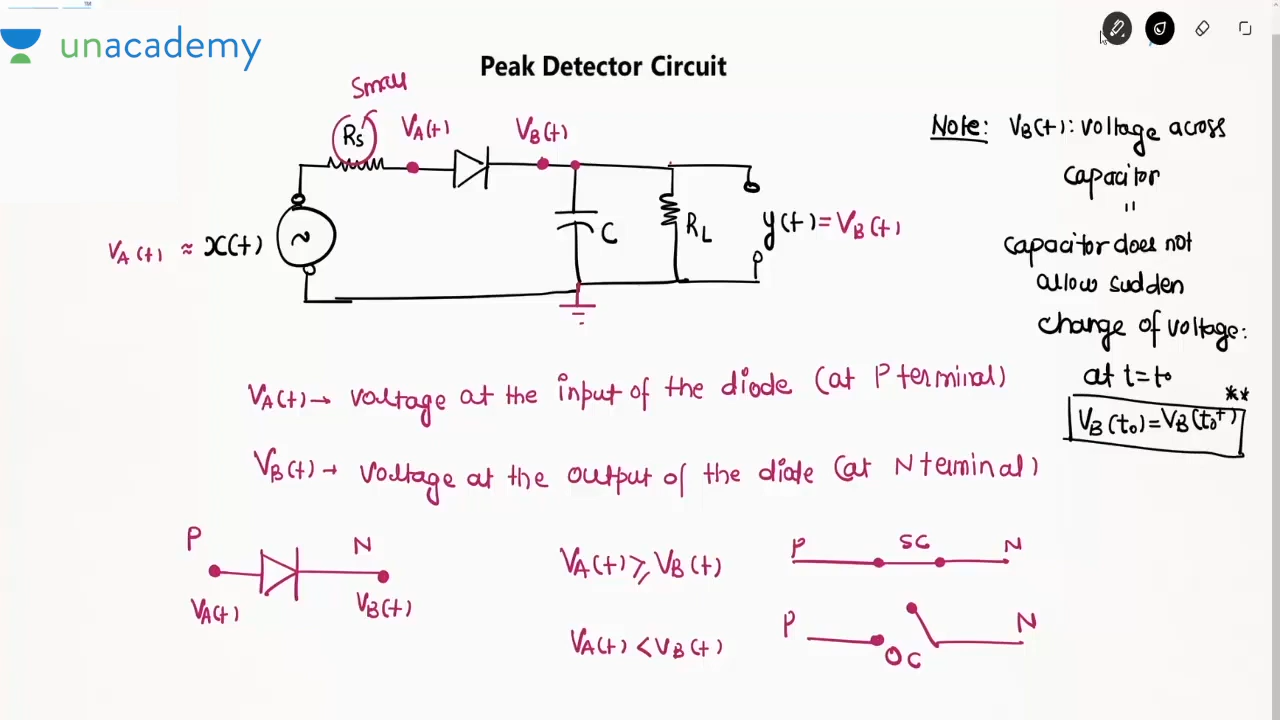 ™
unacademy
Peak Detector Circuit
Small
Rs
VA(t)
VB(t)
VA(t) ≈ x(t)
~
C
RL
y(t) = VB(t)
Note: VB(t): voltage across
capacitor
"
capacitor does not
allow sudden
change of voltage:
at t=to
**
VB(to)=VB(to⁺)
VA(t) → voltage at the input of the diode (at P terminal)
VB(t) → voltage at the output of the diode (at N terminal)
P
N
VA(t)
VB(t)
VA(t) ≥ VB(t)
P
SC
N
VA(t) < VB(t)
P
OC
N